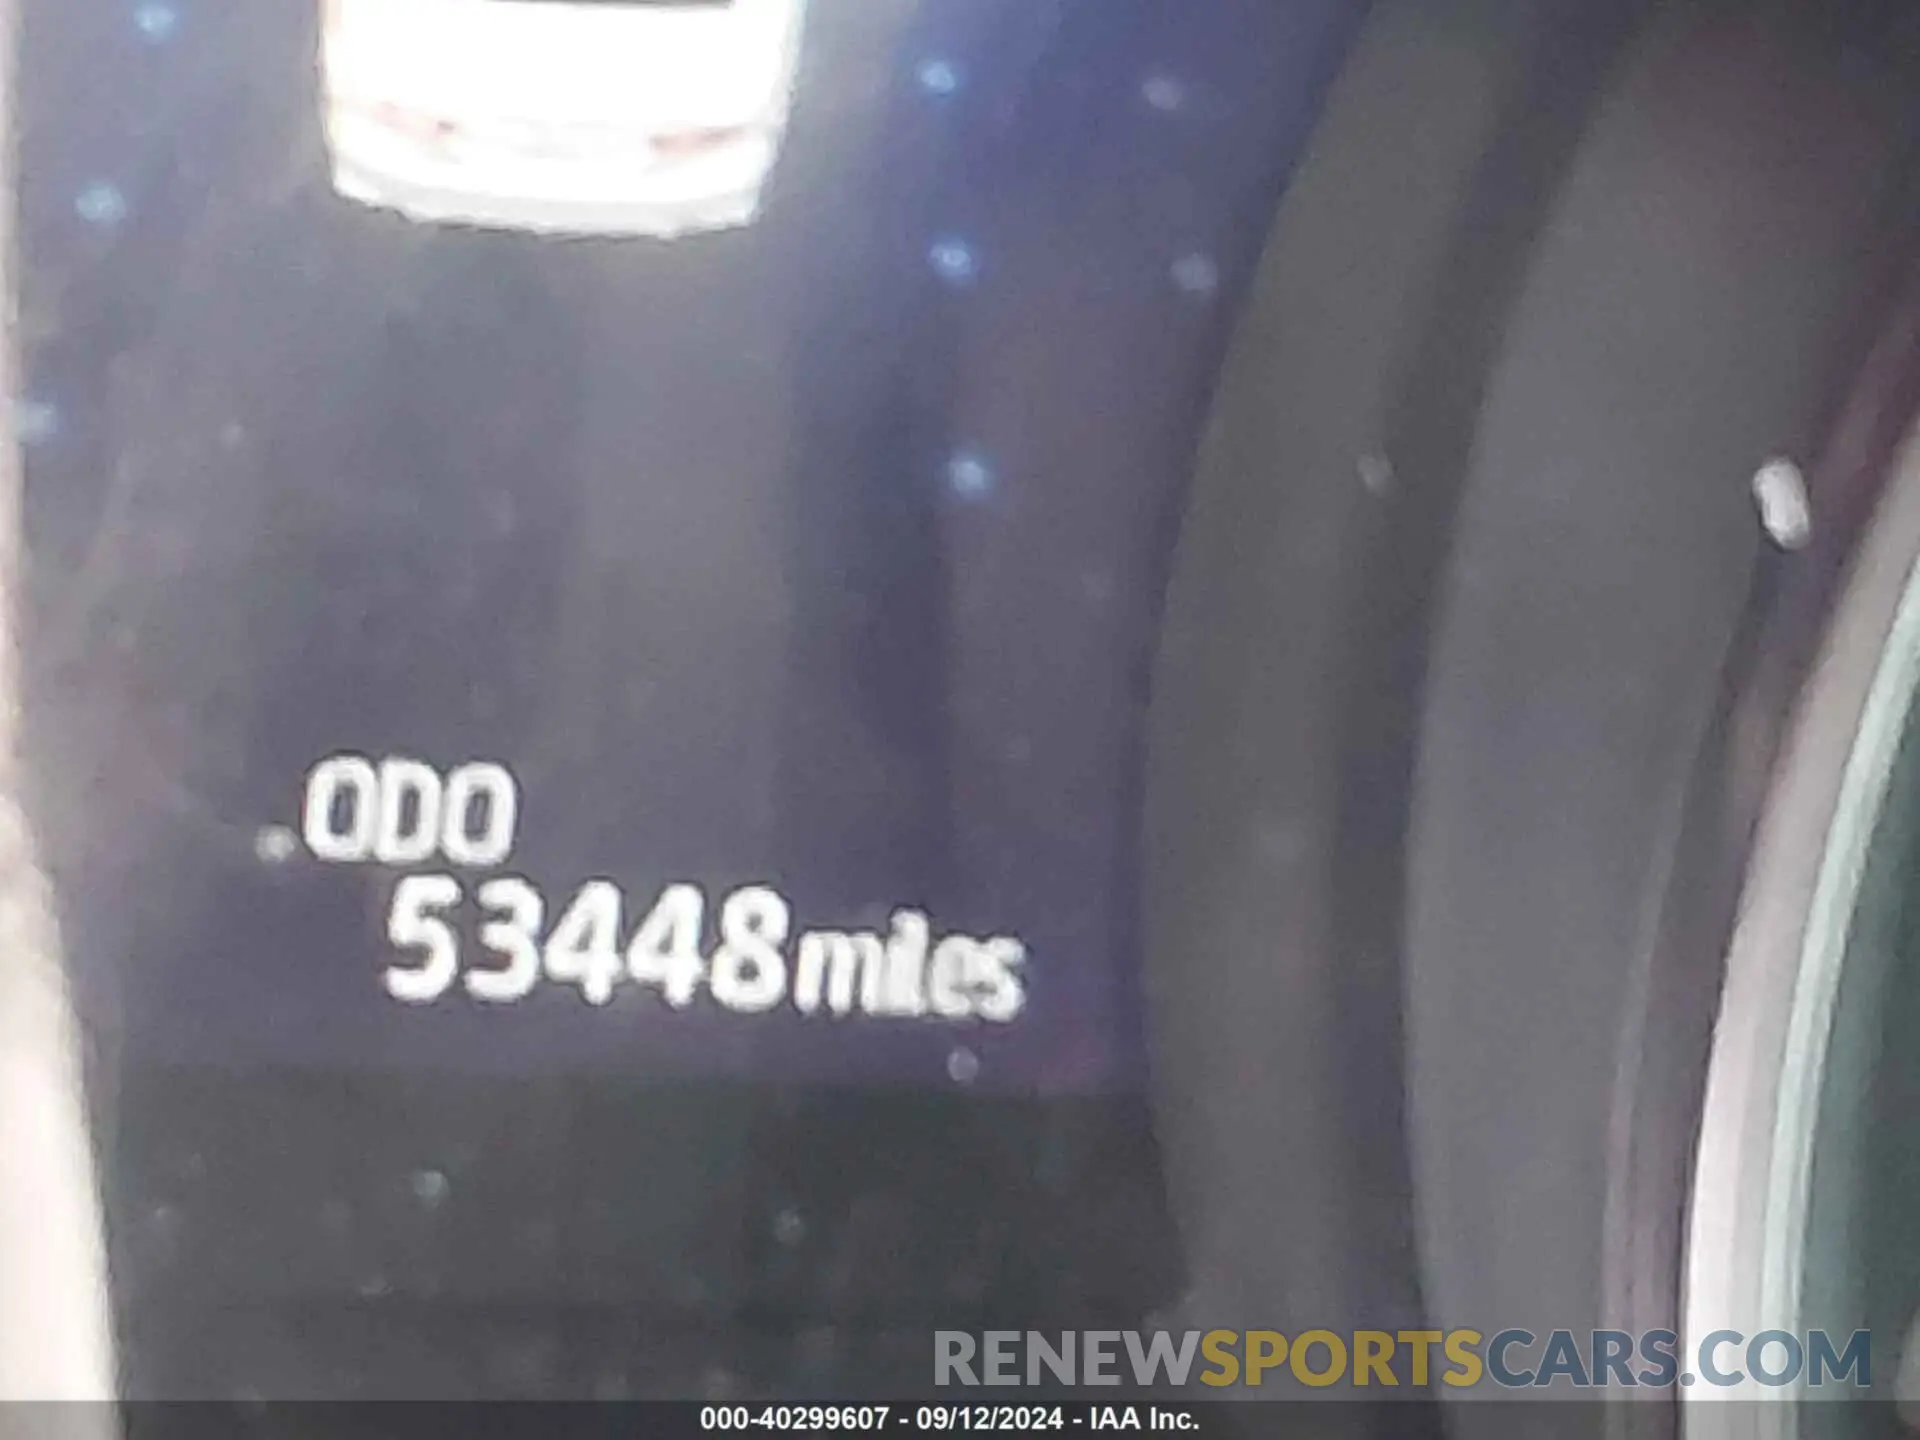 ODO
53448miles
RENEWSPORTSCARS.COM
000-40299607 - 09/12/2024 - IAA Inc.